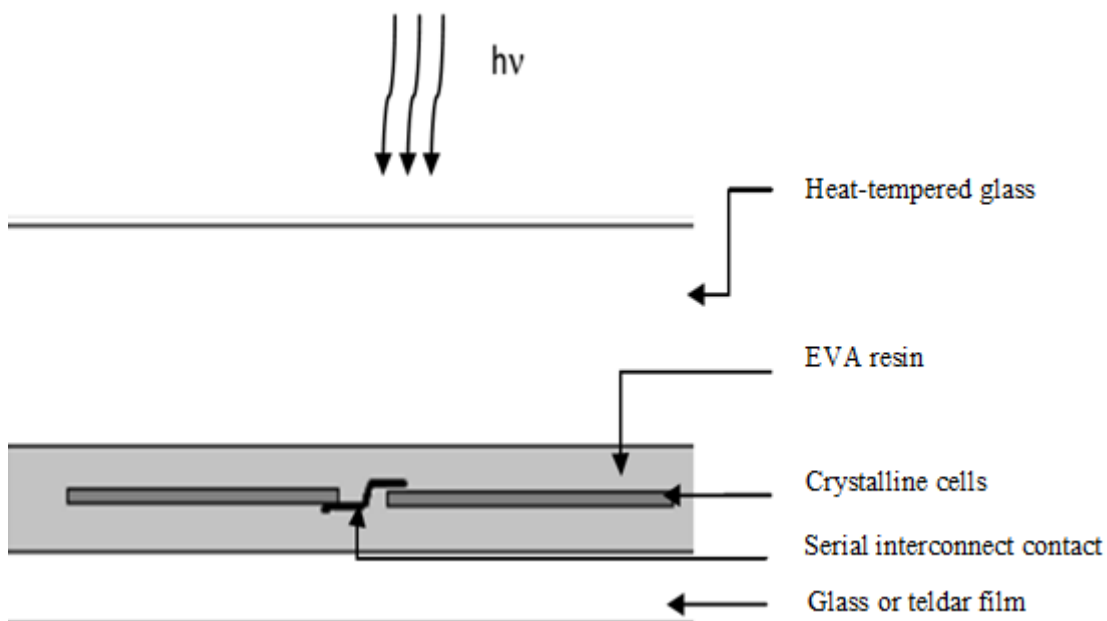 hν
Heat-tempered glass
EVA resin
Crystalline cells
Serial interconnect contact
Glass or teldar film